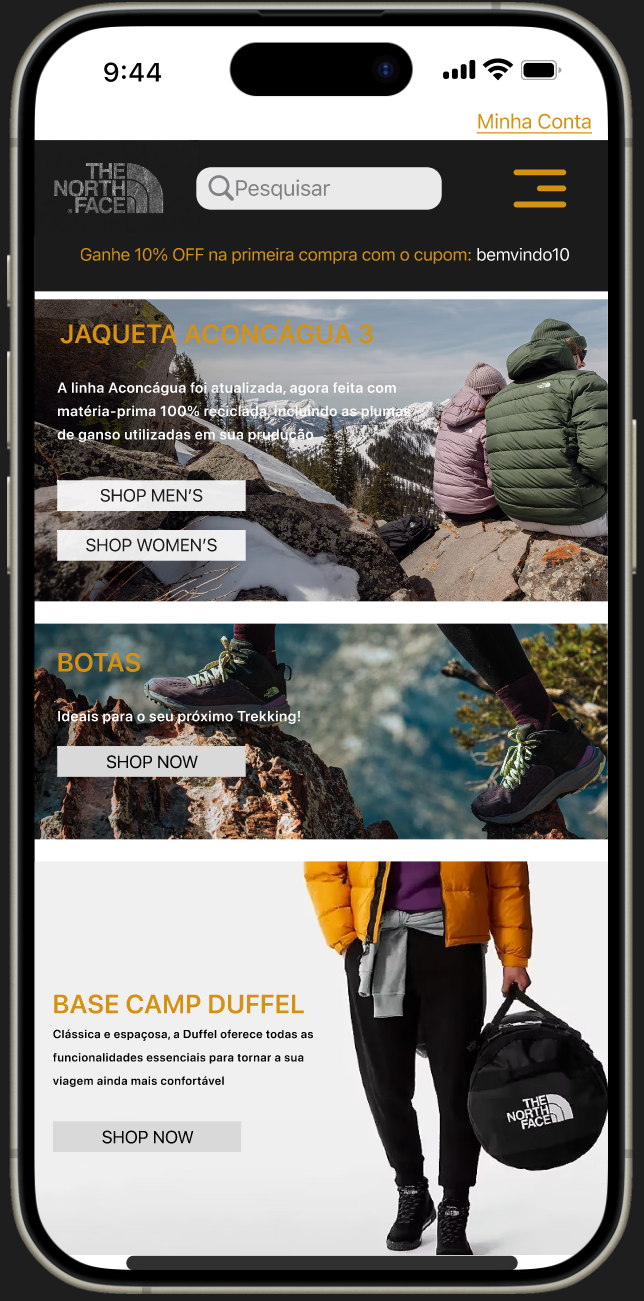 9:44
Minha Conta
THE
NORTH
FACE
Pesquisar
Ganhe 10% OFF na primeira compra com o cupom: bemvindo10
JAQUETA ACONCÁGUA 3
A linha Aconcágua foi atualizada, agora feita com
matéria-prima 100% reciclada, incluindo as plumas
de ganso utilizadas em sua prudução.
SHOP MEN'S
SHOP WOMEN'S
BOTAS
Ideais para o seu próximo Trekking!
SHOP NOW
BASE CAMP DUFFEL
Clássica e espaçosa, a Duffel oferece todas as
funcionalidades essenciais para tornar a sua
viagem ainda mais confortável
SHOP NOW
THE
NORTH
FACE